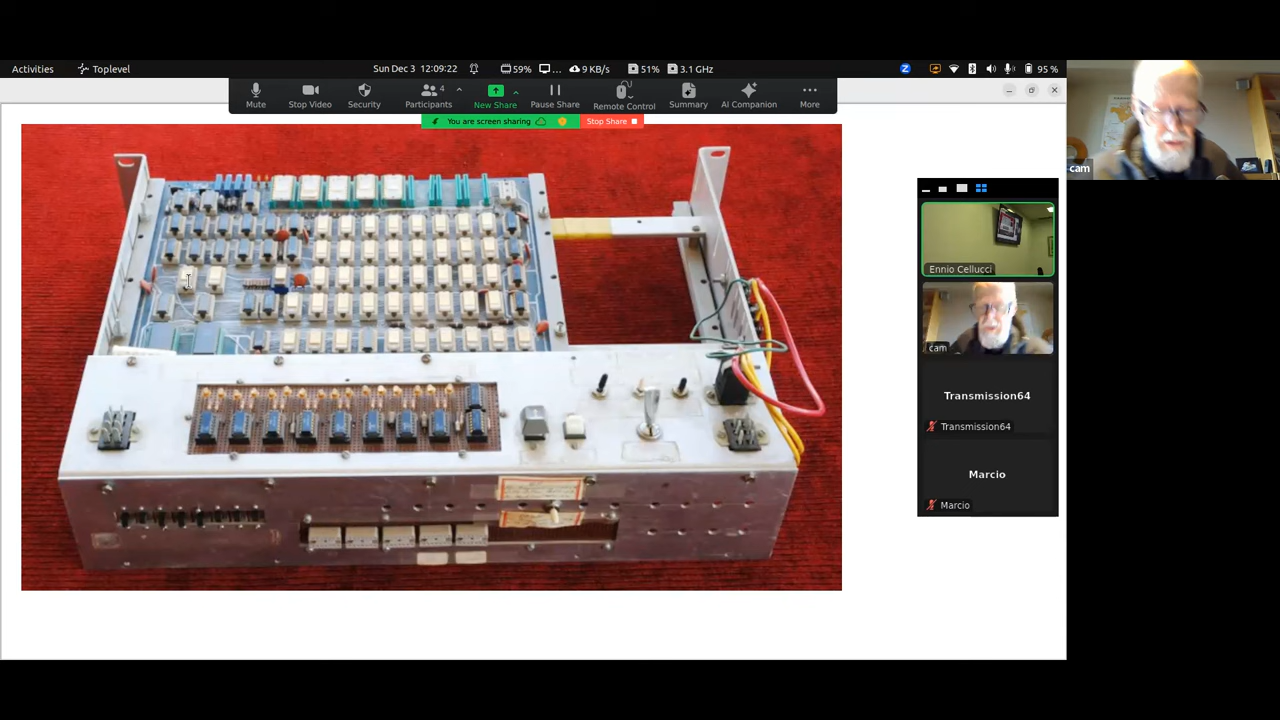 Activities
Toplevel
Sun Dec 3 12:09:22
59%
...
9 KB/s
51%
3.1 GHz
95 %
Mute
Stop Video
Security
Participants
4
New Share
Pause Share
Remote Control
Summary
AI Companion
More
You are screen sharing
Stop Share
cam
Ennio Cellucci
cam
Transmission64
Transmission64
Marcio
Marcio